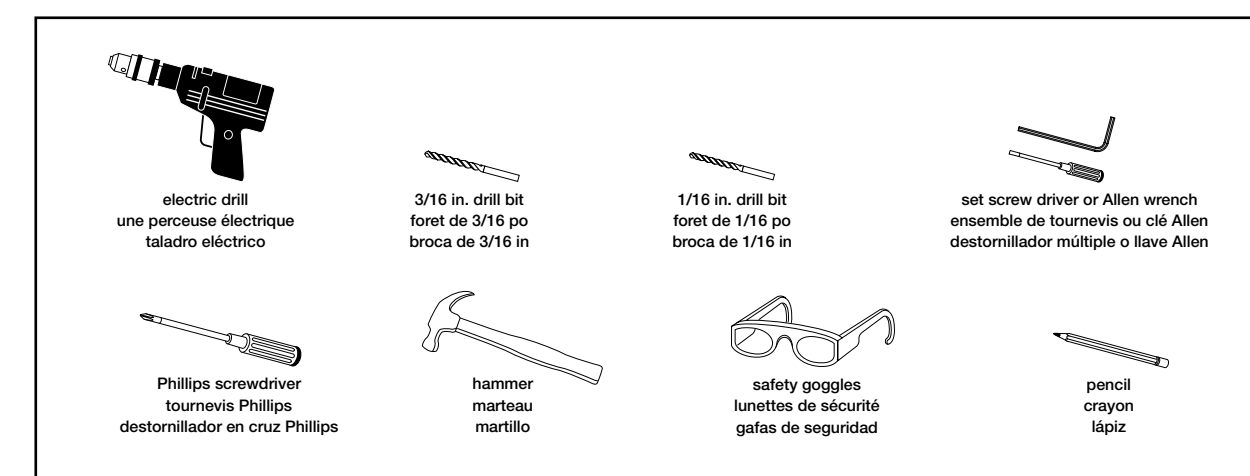 electric drill
une perceuse électrique
taladro eléctrico
3/16 in. drill bit
foret de 3/16 po
broca de 3/16 in
1/16 in. drill bit
foret de 1/16 po
broca de 1/16 in
set screw driver or Allen wrench
ensemble de tournevis ou clé Allen
destornillador múltiple o llave Allen
Phillips screwdriver
tournevis Phillips
destornillador en cruz Phillips
hammer
marteau
martillo
safety goggles
lunettes de sécurité
gafas de seguridad
pencil
crayon
lápiz